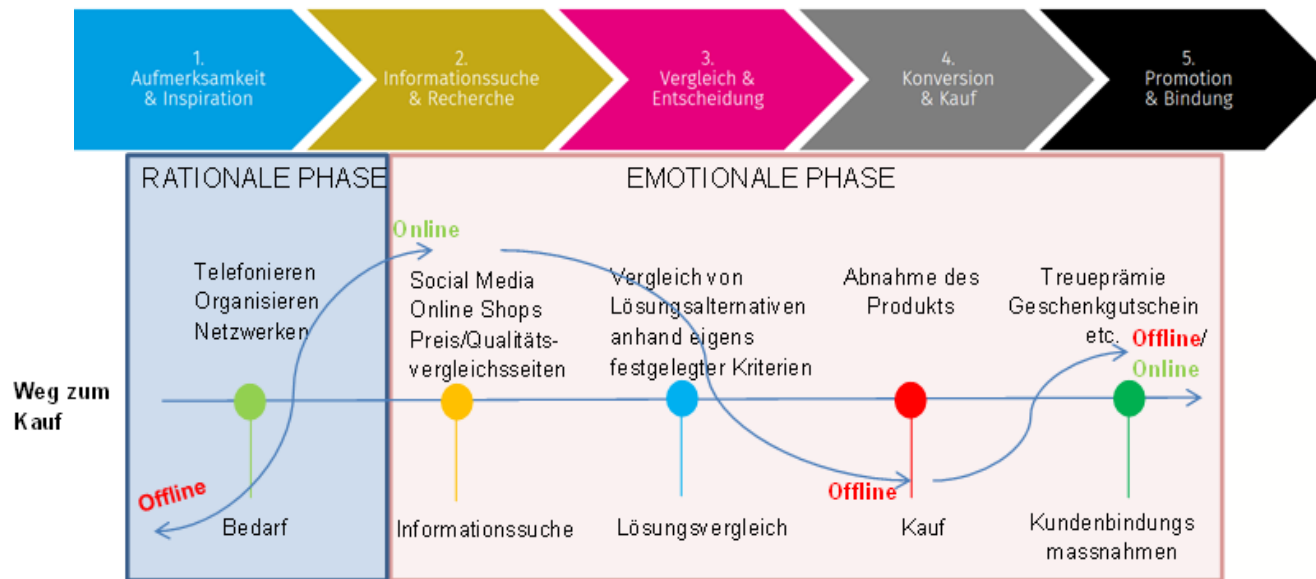 1.
Aufmerksamkeit
& Inspiration
2.
Informationssuche
& Recherche
3.
Vergleich &
Entscheidung
4.
Konversion
& Kauf
5.
Promotion
& Bindung
RATIONALE PHASE
EMOTIONALE PHASE
Online
Telefonieren
Organisieren
Netzwerken
Social Media
Online Shops
Preis/Qualitäts-
vergleichsseiten
Vergleich von
Lösungsalternativen
anhand eigens
festgelegter Kriterien
Abnahme des
Produkts
Treueprämie
Geschenkgutschein
etc.
Offline/
Online
Weg zum
Kauf
Offline
Offline
Bedarf
Informationssuche
Lösungsvergleich
Kauf
Kundenbindungs
massnahmen